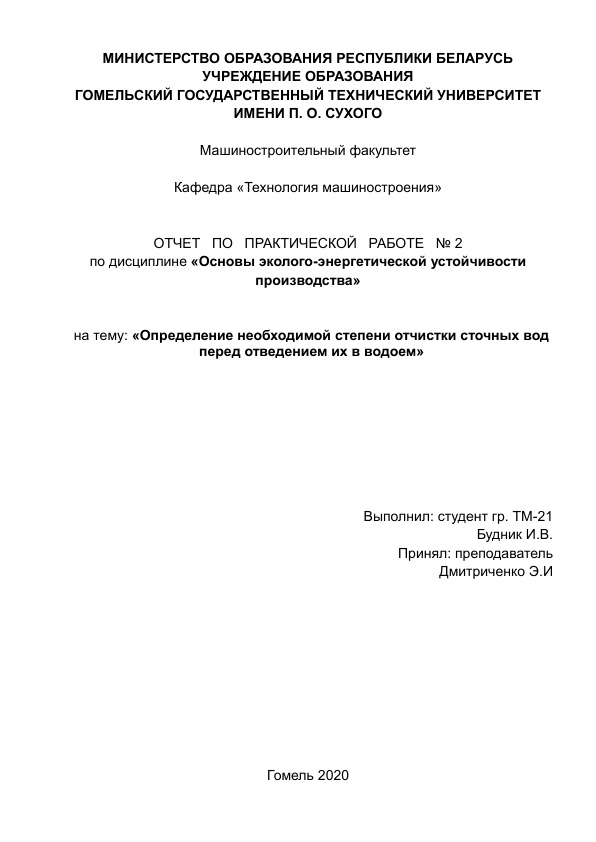 МИНИСТЕРСТВО ОБРАЗОВАНИЯ РЕСПУБЛИКИ БЕЛАРУСЬ
УЧРЕЖДЕНИЕ ОБРАЗОВАНИЯ
ГОМЕЛЬСКИЙ ГОСУДАРСТВЕННЫЙ ТЕХНИЧЕСКИЙ УНИВЕРСИТЕТ
ИМЕНИ П. О. СУХОГО
Машиностроительный факультет
Кафедра «Технология машиностроения»
ОТЧЕТ ПО ПРАКТИЧЕСКОЙ РАБОТЕ № 2
по дисциплине «Основы эколого-энергетической устойчивости
производства»
на тему: «Определение необходимой степени отчистки сточных вод
перед отведением их в водоем»
Выполнил: студент гр. ТМ-21
Будник И.В.
Принял: преподаватель
Дмитриченко Э.И
Гомель 2020